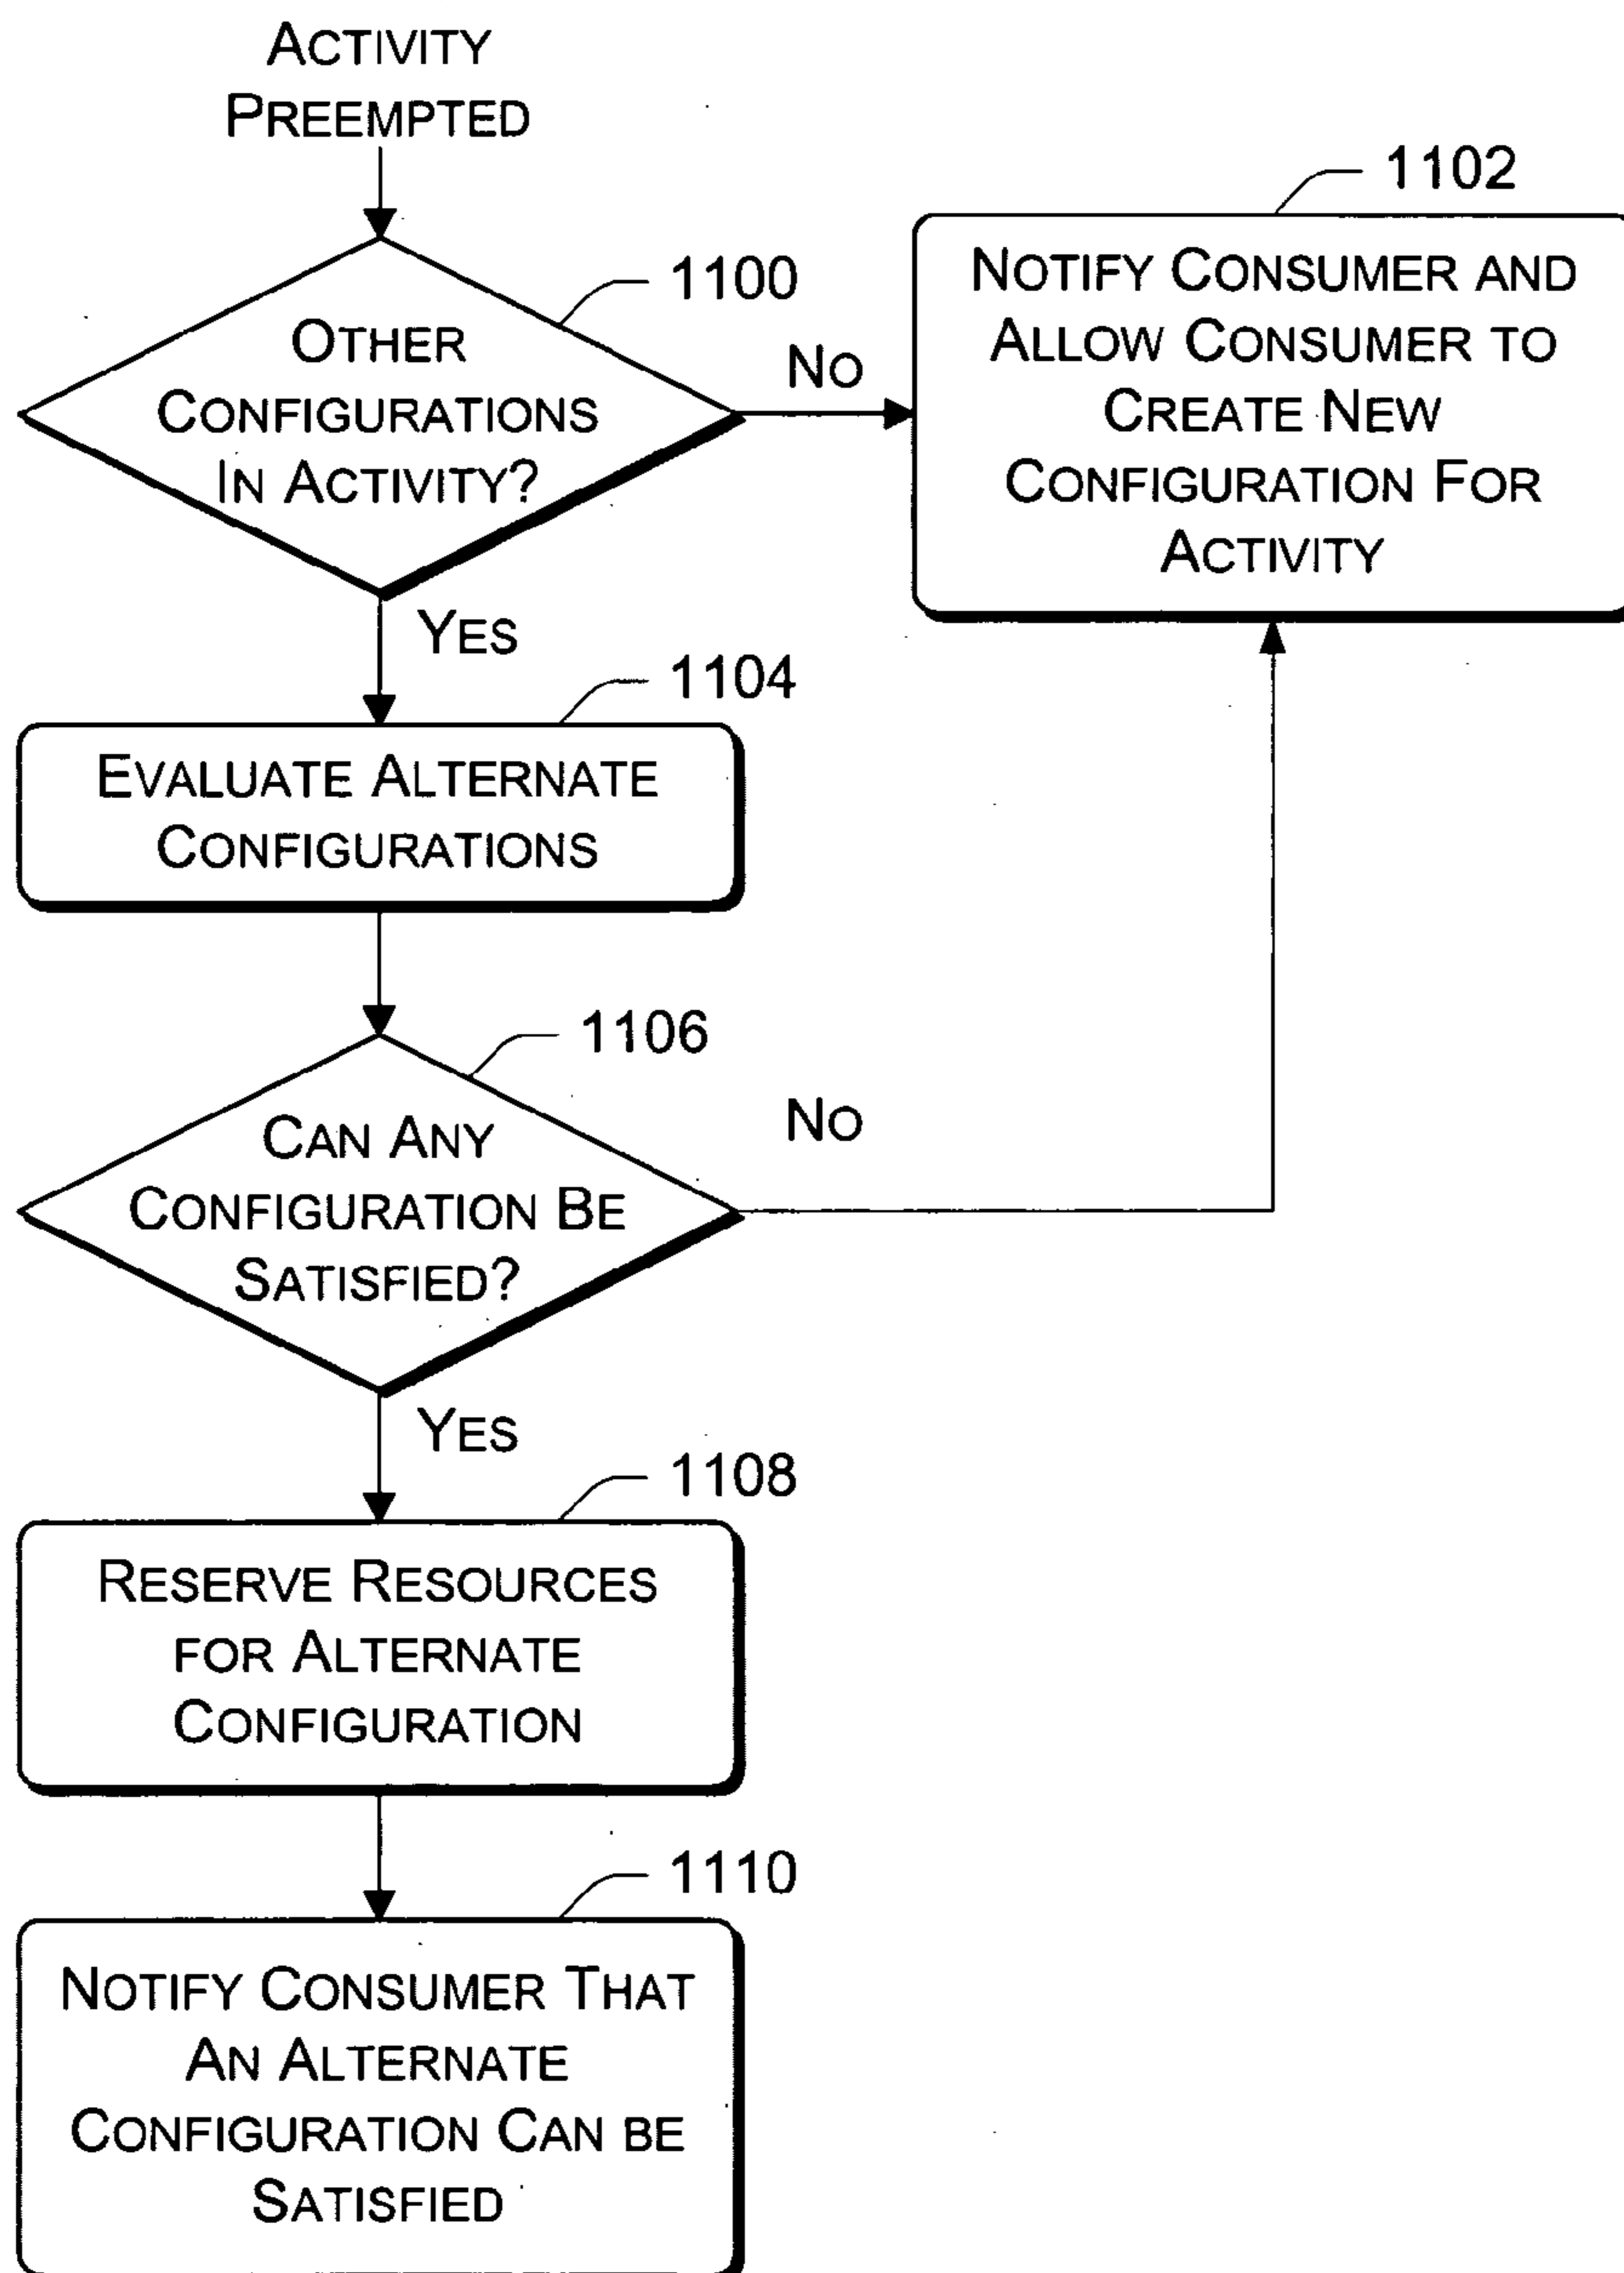 ACTIVITY
PREEMPTED
1100
OTHER
CONFIGURATIONS
IN ACTIVITY?
NO
1102
NOTIFY CONSUMER AND
ALLOW CONSUMER TO
CREATE NEW
CONFIGURATION FOR
ACTIVITY
YES
1104
EVALUATE ALTERNATE
CONFIGURATIONS
1106
CAN ANY
CONFIGURATION BE
SATISFIED?
NO
YES
1108
RESERVE RESOURCES
FOR ALTERNATE
CONFIGURATION
1110
NOTIFY CONSUMER THAT
AN ALTERNATE
CONFIGURATION CAN BE
SATISFIED